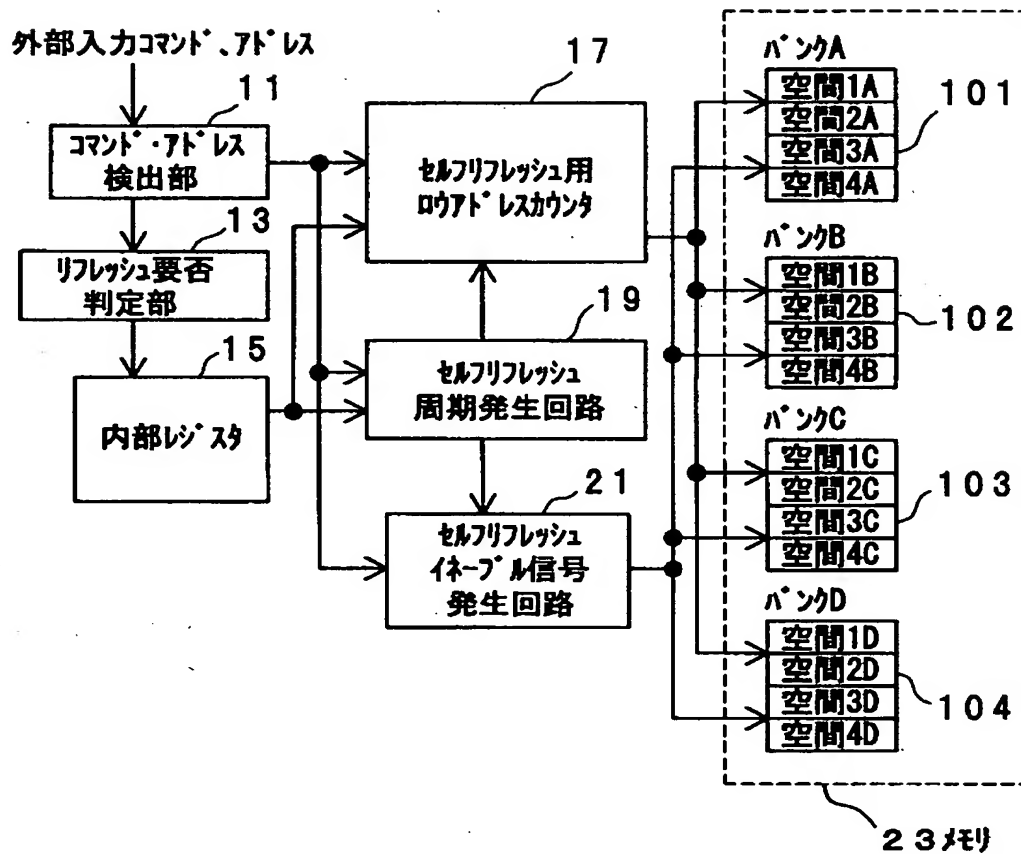 外部入力コマンド、アドレス
11
コマンド・アドレス
検出部
13
リフレッシュ要否
判定部
15
内部レジスタ
17
セルフリフレッシュ用
ロウアドレスカウンタ
19
セルフリフレッシュ
周期発生回路
21
セルフリフレッシュ
イネーブル信号
発生回路
バンクA
空間1A
空間2A
空間3A
空間4A
101
バンクB
空間1B
空間2B
空間3B
空間4B
102
バンクC
空間1C
空間2C
空間3C
空間4C
103
バンクD
空間1D
空間2D
空間3D
空間4D
104
23メモリ